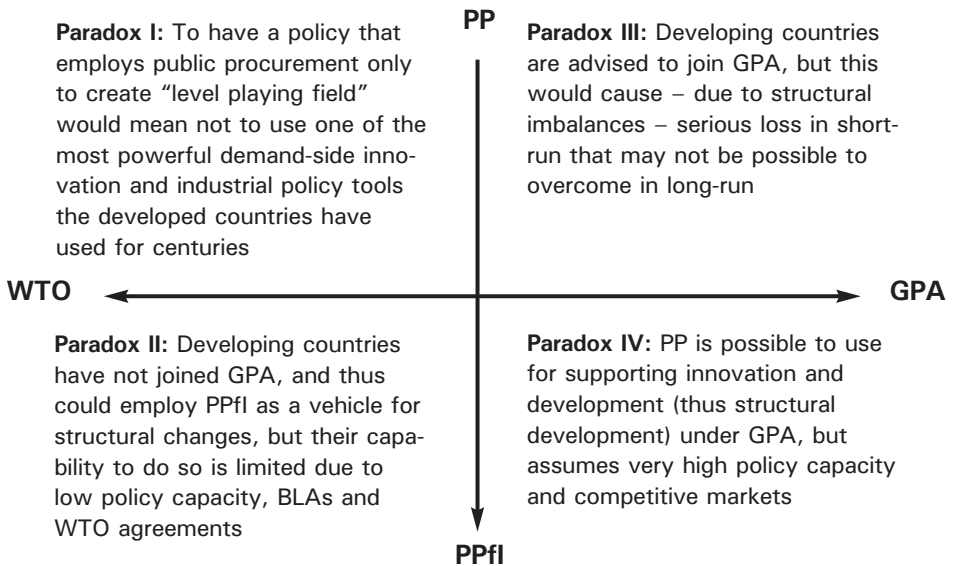 PP
Paradox I: To have a policy that
employs public procurement only
to create “level playing field”
would mean not to use one of the
most powerful demand-side inno-
vation and industrial policy tools
the developed countries have
used for centuries
Paradox III: Developing countries
are advised to join GPA, but this
would cause – due to structural
imbalances – serious loss in short-
run that may not be possible to
overcome in long-run
WTO
GPA
Paradox II: Developing countries
have not joined GPA, and thus
could employ PPfI as a vehicle for
structural changes, but their capa-
bility to do so is limited due to
low policy capacity, BLAs and
WTO agreements
Paradox IV: PP is possible to use
for supporting innovation and
development (thus structural
development) under GPA, but
assumes very high policy capacity
and competitive markets
PPfI